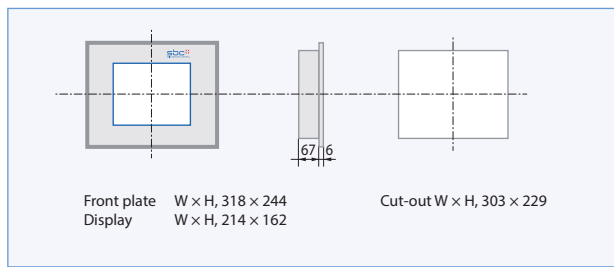 sbc
67 6
Front plate W × H, 318 × 244
Display W × H, 214 × 162
Cut-out W × H, 303 × 229